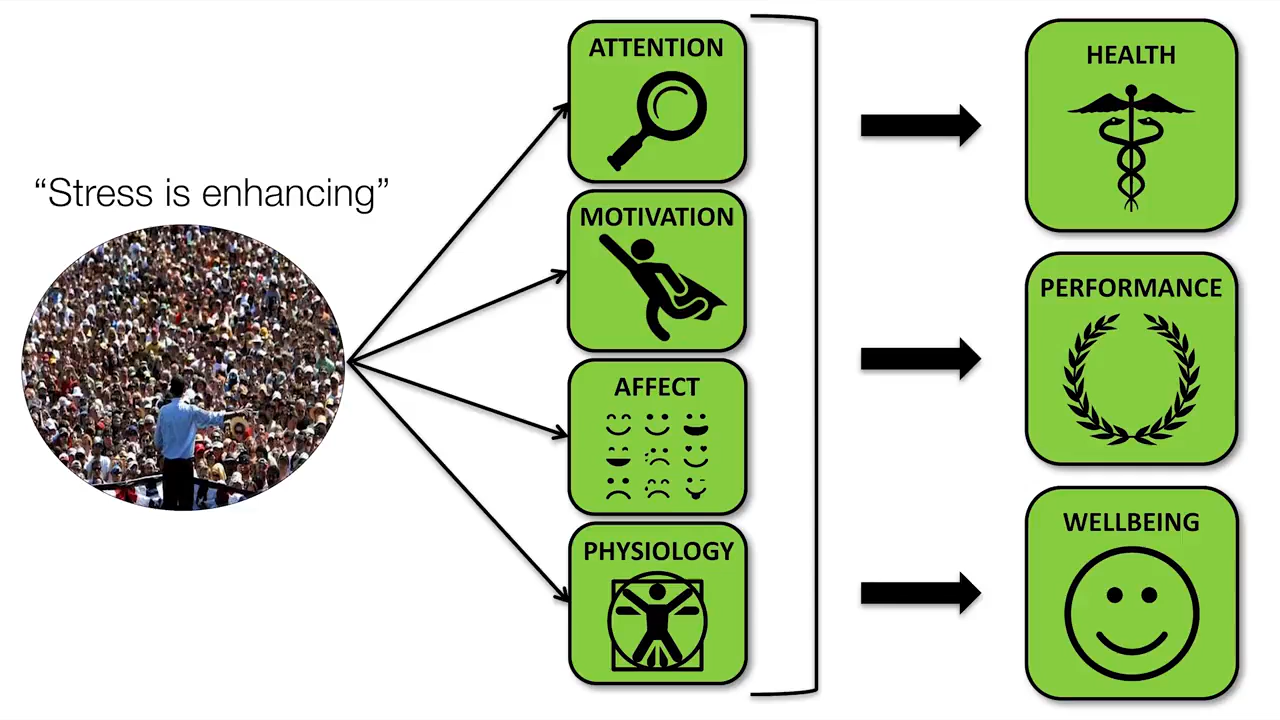 “Stress is enhancing”
ATTENTION
MOTIVATION
AFFECT
PHYSIOLOGY
HEALTH
PERFORMANCE
WELLBEING